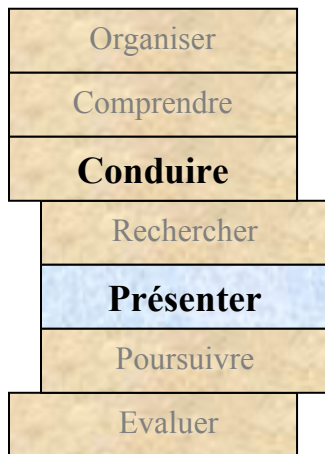 Organiser
Comprendre
Conduire
Rechercher
Présenter
Poursuivre
Evaluer